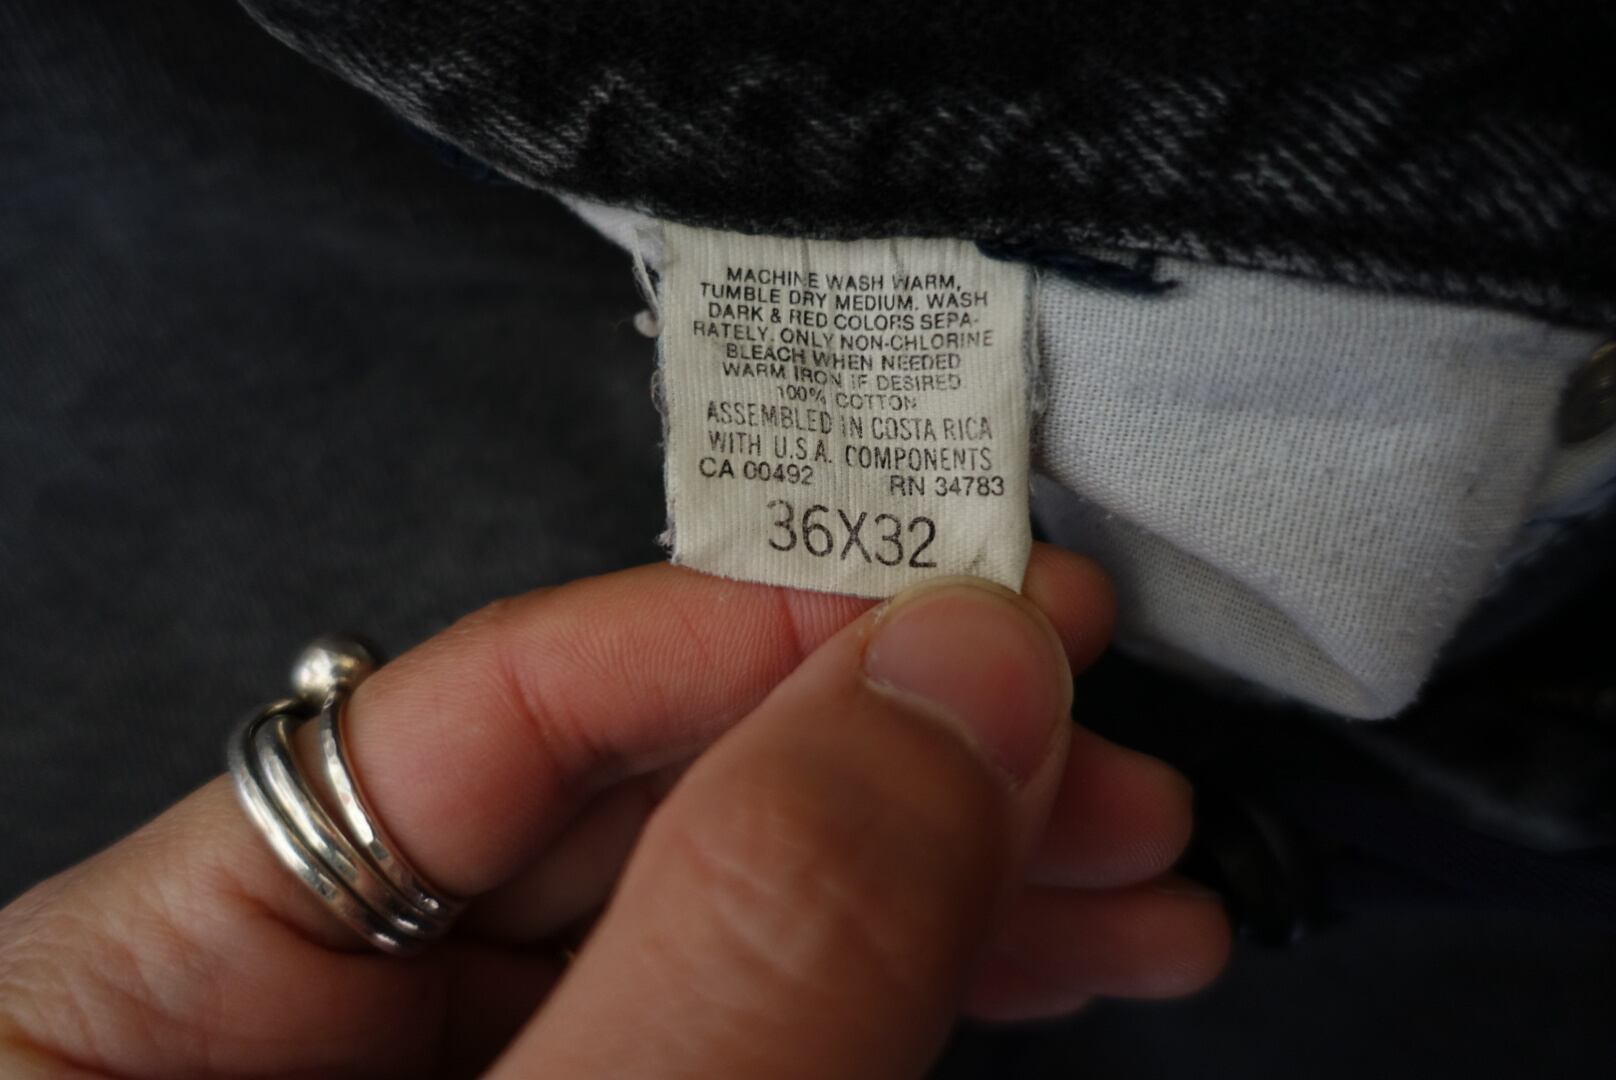 MACHINE WASH WARM,
TUMBLE DRY MEDIUM. WASH
DARK & RED COLORS SEPA-
RATELY. ONLY NON-CHLORINE
BLEACH WHEN NEEDED
WARM IRON IF DESIRED
100% COTTON
ASSEMBLED IN COSTA RICA
WITH U.S.A. COMPONENTS
CA 00492 RN 34783
36X32